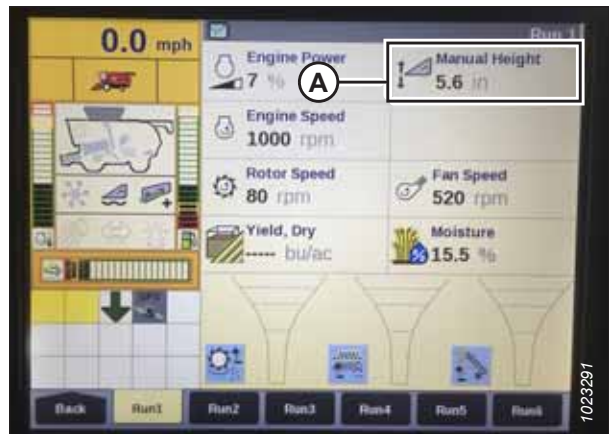 0.0 mph
Run 1
Engine Power
7 %
A
Manual Height
5.6 in
Engine Speed
1000 rpm
Rotor Speed
80 rpm
Fan Speed
520 rpm
Yield, Dry
----- bu/ac
Moisture
15.5 %
Back
Run1
Run2
Run3
Run4
Run5
Run6
1023291